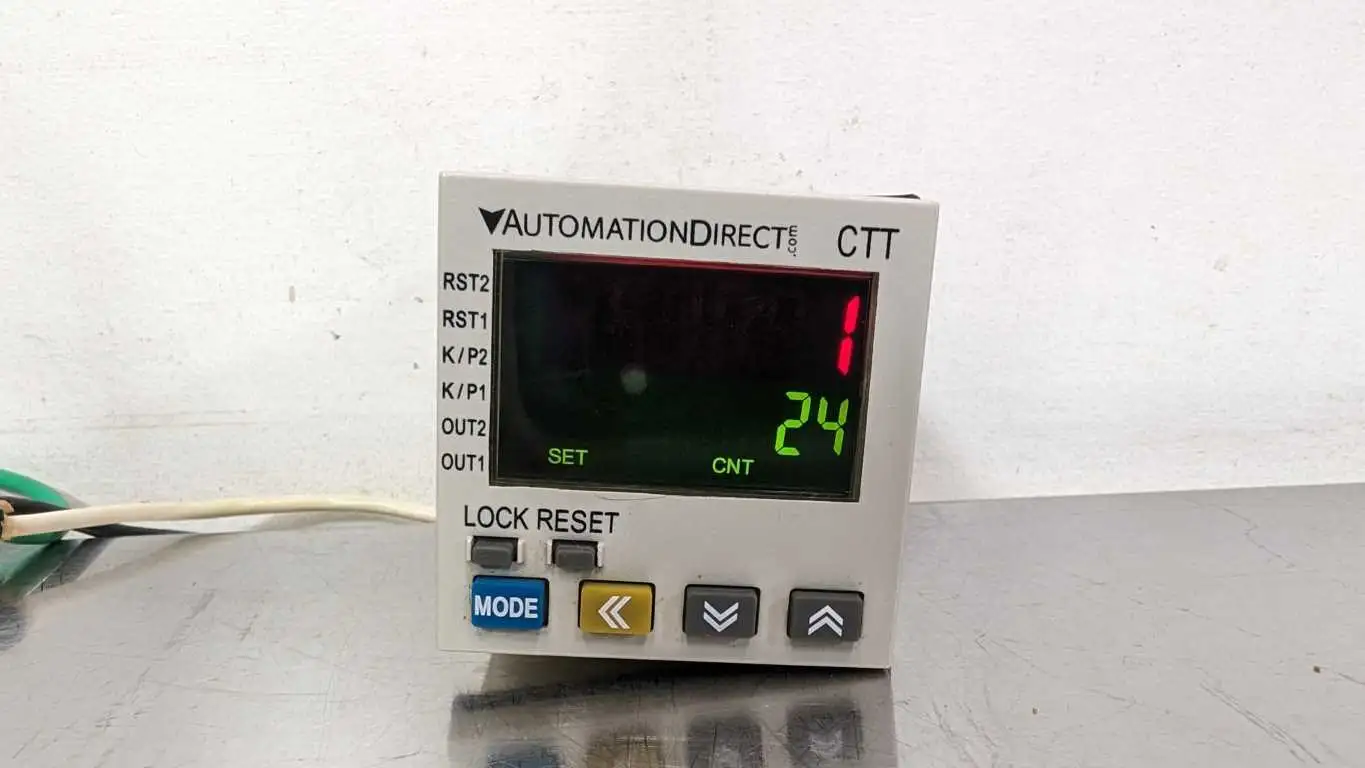 AUTOMATIONDIRECT.com CTT
RST2
RST1
K/P2
K/P1
OUT2
OUT1
1
24
SET CNT
LOCK RESET
MODE